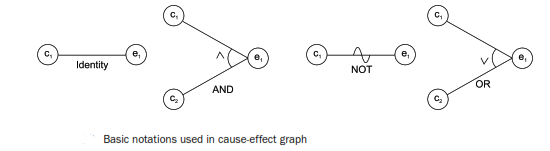 c₁ e₁ Identity
c₁ c₂ ^ e₁ AND
c₁ e₁ NOT
c₁ c₂ v e₁ OR
Basic notations used in cause-effect graph